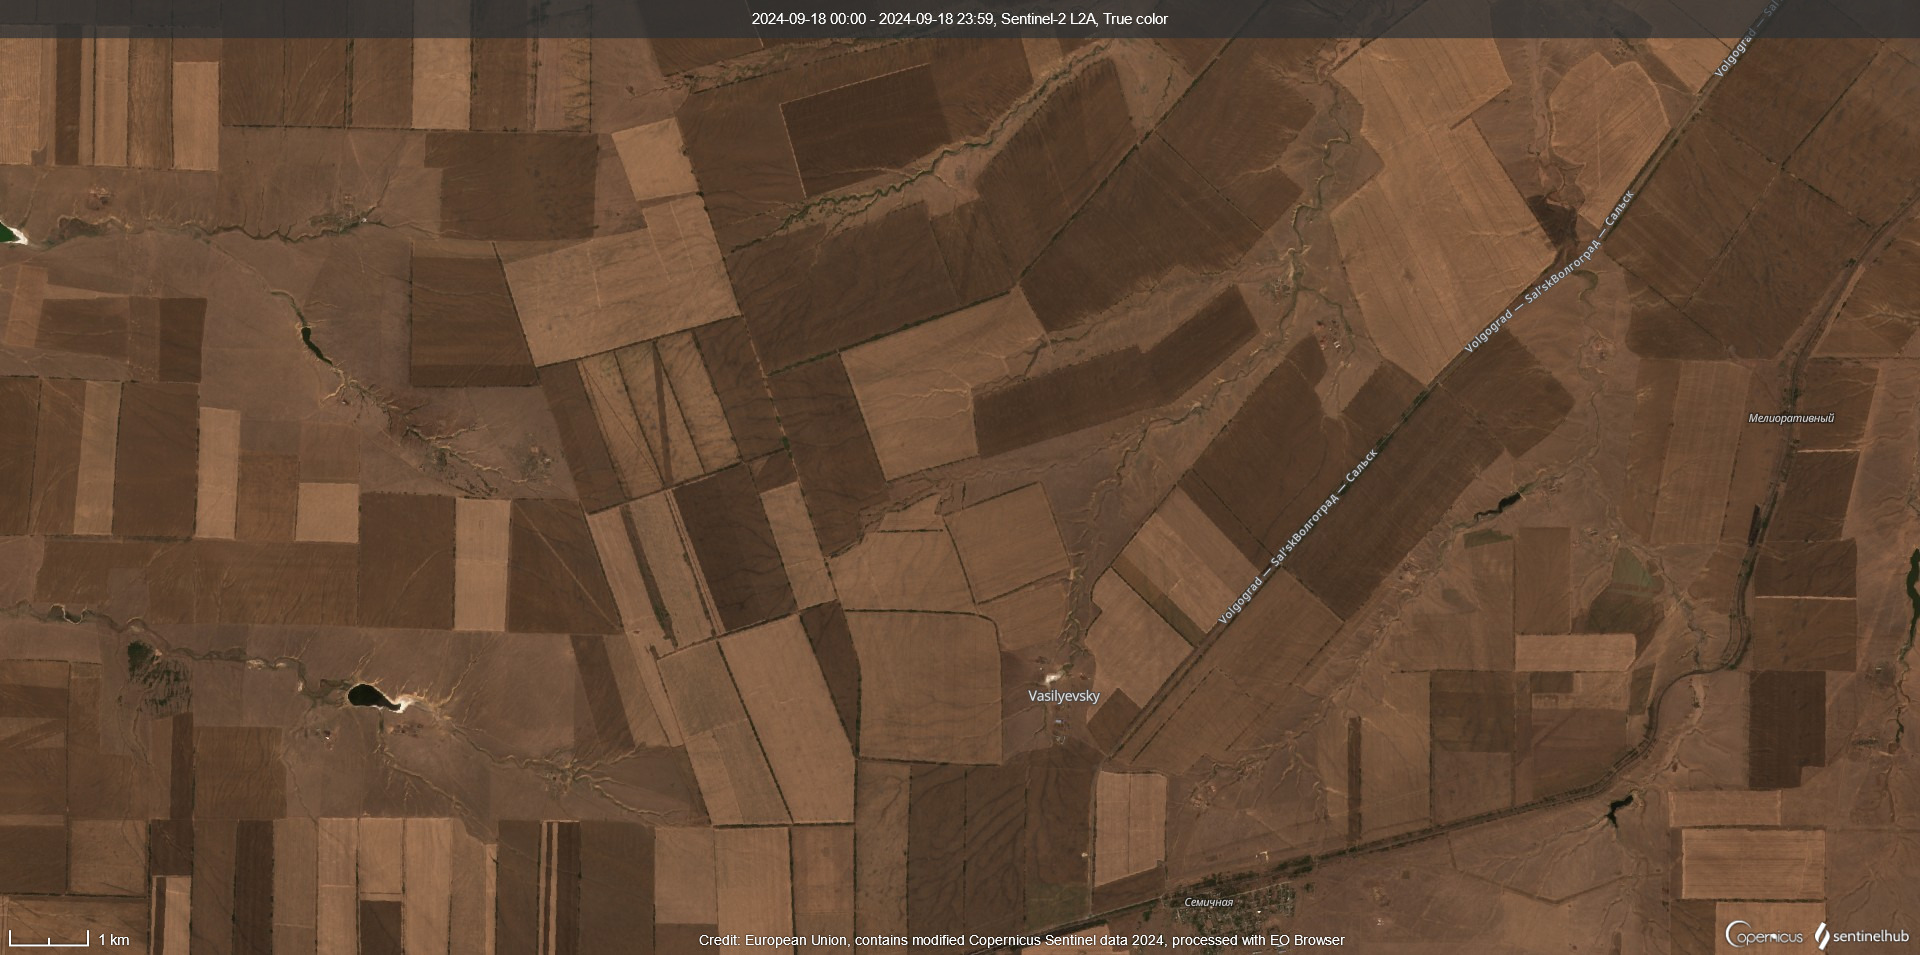 2024-09-18 00:00 - 2024-09-18 23:59, Sentinel-2 L2A, True color
Volgograd — Sal
Volgograd — Sal'skВолгоград — Сальск
Мелиоративный
Volgograd — Sal'skВолгоград — Сальск
Vasilyevsky
Семичная
1 km
Credit: European Union, contains modified Copernicus Sentinel data 2024, processed with EO Browser
Copernicus
sentinelhub